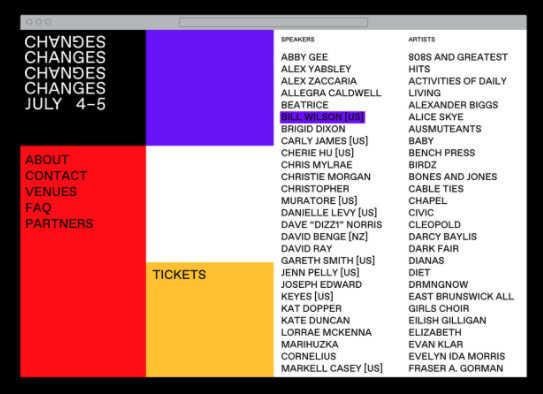 CHANGES
CHANGES
CHANGES
CHANGES
JULY 4–5
ABOUT
CONTACT
VENUES
FAQ
PARTNERS
TICKETS
SPEAKERS
ABBY GEE
ALEX YABSLEY
ALEX ZACCARIA
ALLEGRA CALDWELL
BEATRICE
BILL WILSON [US]
BRIGID DIXON
CARLY JAMES [US]
CHERIE HU [US]
CHRIS MYLRAE
CHRISTIE MORGAN
CHRISTOPHER
MURATORE [US]
DANIELLE LEVY [US]
DAVE “DIZZ1” NORRIS
DAVID BENGE [NZ]
DAVID RAY
GARETH SMITH [US]
JENN PELLY [US]
JOSEPH EDWARD
KEYES [US]
KAT DOPPER
KATE DUNCAN
LORRAE MCKENNA
MARIHUZKA
CORNELIUS
MARKELL CASEY [US]
ARTISTS
808S AND GREATEST
HITS
ACTIVITIES OF DAILY
LIVING
ALEXANDER BIGGS
ALICE SKYE
AUSMUTEANTS
BABY
BENCH PRESS
BIRDZ
BONES AND JONES
CABLE TIES
CHAPEL
CIVIC
CLEOPOLD
DARCY BAYLIS
DARK FAIR
DIANAS
DIET
DRMNGNOW
EAST BRUNSWICK ALL
GIRLS CHOIR
EILISH GILLIGAN
ELIZABETH
EVAN KLAR
EVELYN IDA MORRIS
FRASER A. GORMAN